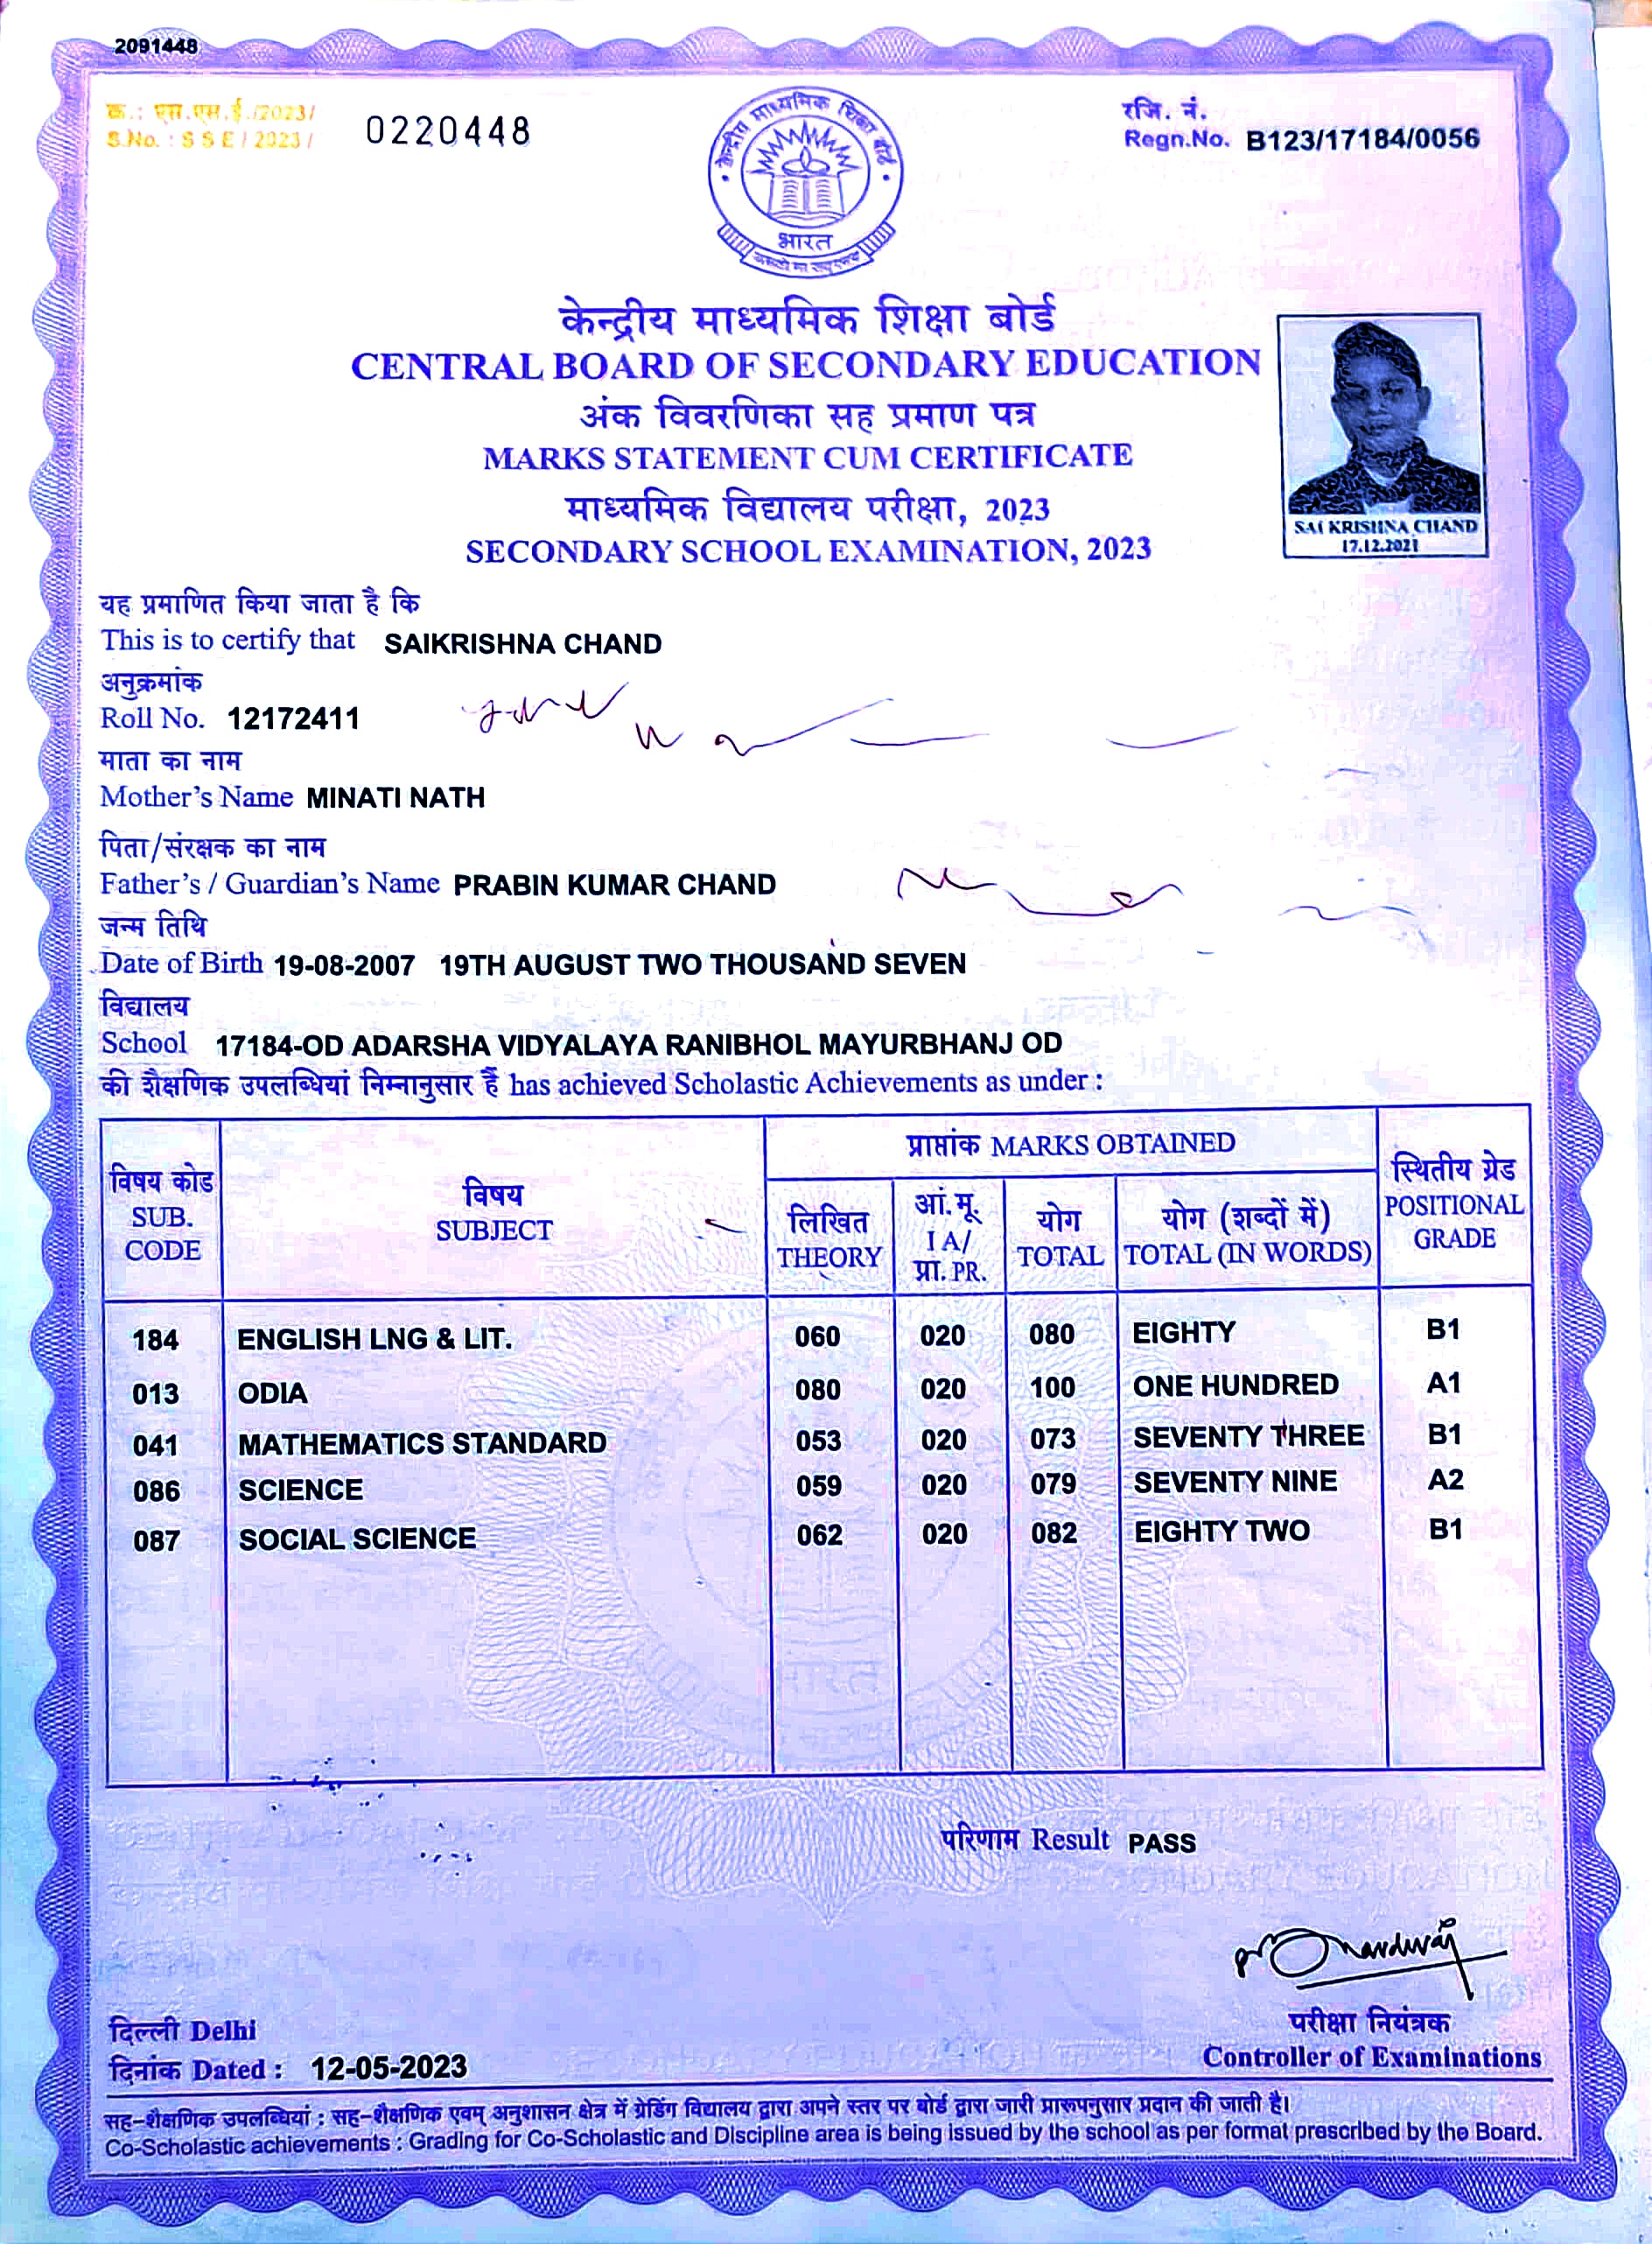 2091448
क्र.: एस.एस.ई./2023/
S.No. : S S E / 2023 /
0220448
रजि. नं.
Regn.No. B123/17184/0056
केन्द्रीय माध्यमिक शिक्षा बोर्ड
भारत
असतो मा सद्गमय
केन्द्रीय माध्यमिक शिक्षा बोर्ड
CENTRAL BOARD OF SECONDARY EDUCATION
अंक विवरणिका सह प्रमाण पत्र
MARKS STATEMENT CUM CERTIFICATE
माध्यमिक विद्यालय परीक्षा, 2023
SECONDARY SCHOOL EXAMINATION, 2023
SAI KRISHNA CHAND
17.12.2021
यह प्रमाणित किया जाता है कि
This is to certify that SAIKRISHNA CHAND
अनुक्रमांक
Roll No. 12172411
माता का नाम
Mother's Name MINATI NATH
पिता/संरक्षक का नाम
Father's / Guardian's Name PRABIN KUMAR CHAND
जन्म तिथि
Date of Birth 19-08-2007 19TH AUGUST TWO THOUSAND SEVEN
विद्यालय
School 17184-OD ADARSHA VIDYALAYA RANIBHOL MAYURBHANJ OD
की शैक्षणिक उपलब्धियां निम्नानुसार हैं has achieved Scholastic Achievements as under :
विषय कोड
SUB.
CODE
विषय
SUBJECT
प्राप्तांक MARKS OBTAINED
लिखित
THEORY
आं.मू.
I A/
प्रा. PR.
योग
TOTAL
योग (शब्दों में)
TOTAL (IN WORDS)
स्थितीय ग्रेड
POSITIONAL
GRADE
184 ENGLISH LNG & LIT. 060 020 080 EIGHTY B1
013 ODIA 080 020 100 ONE HUNDRED A1
041 MATHEMATICS STANDARD 053 020 073 SEVENTY THREE B1
086 SCIENCE 059 020 079 SEVENTY NINE A2
087 SOCIAL SCIENCE 062 020 082 EIGHTY TWO B1
परिणाम Result PASS
परीक्षा नियंत्रक
Controller of Examinations
दिल्ली Delhi
दिनांक Dated : 12-05-2023
सह-शैक्षणिक उपलब्धियां : सह-शैक्षणिक एवम् अनुशासन क्षेत्र में ग्रेडिंग विद्यालय द्वारा अपने स्तर पर बोर्ड द्वारा जारी प्रारूपनुसार प्रदान की जाती है।
Co-Scholastic achievements : Grading for Co-Scholastic and Discipline area is being issued by the school as per format prescribed by the Board.